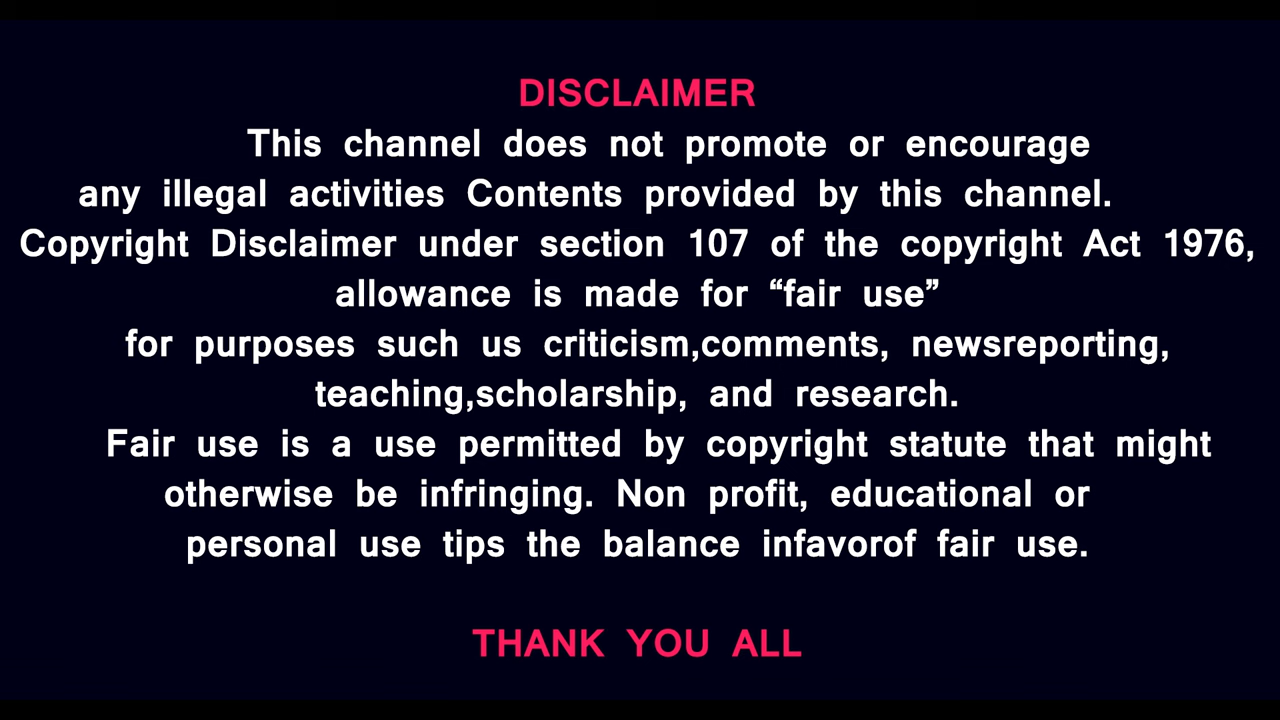 DISCLAIMER
This channel does not promote or encourage
any illegal activities Contents provided by this channel.
Copyright Disclaimer under section 107 of the copyright Act 1976,
allowance is made for “fair use”
for purposes such us criticism,comments, newsreporting,
teaching,scholarship, and research.
Fair use is a use permitted by copyright statute that might
otherwise be infringing. Non profit, educational or
personal use tips the balance infavorof fair use.
THANK YOU ALL